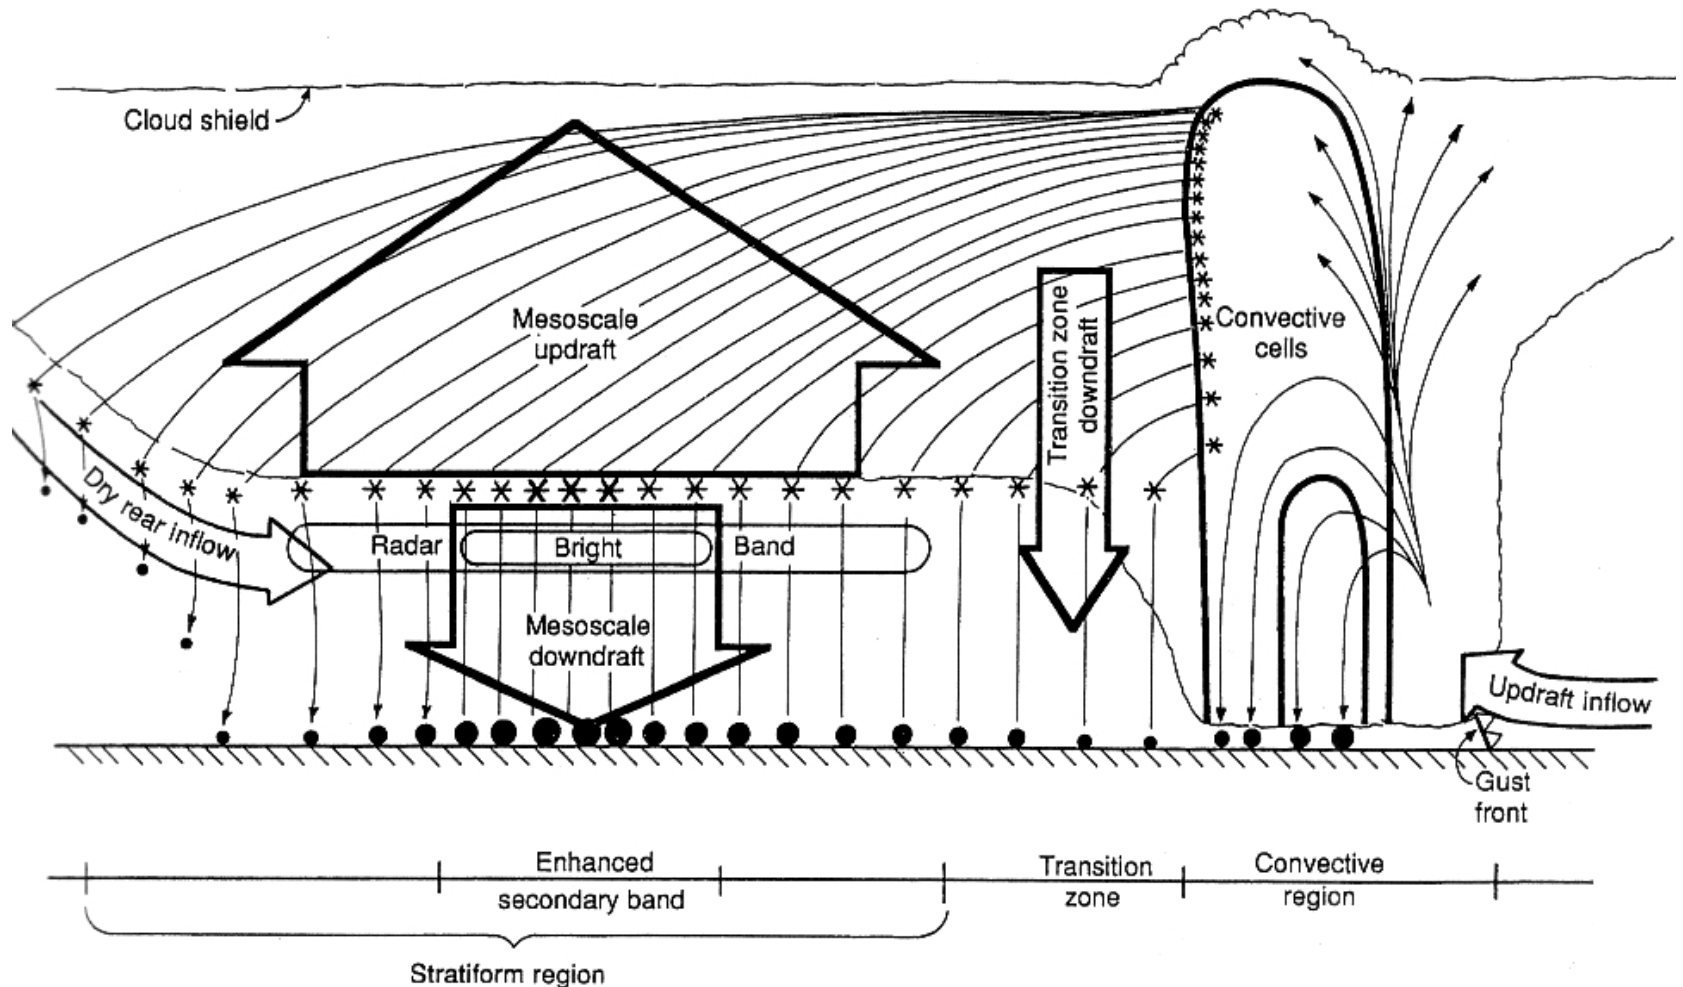 Cloud shield
Mesoscale
updraft
Transition zone
downdraft
Convective
cells
Dry rear inflow
Radar Bright Band
Mesoscale
downdraft
Updraft inflow
Gust
front
Enhanced
secondary band
Transition
zone
Convective
region
Stratiform region